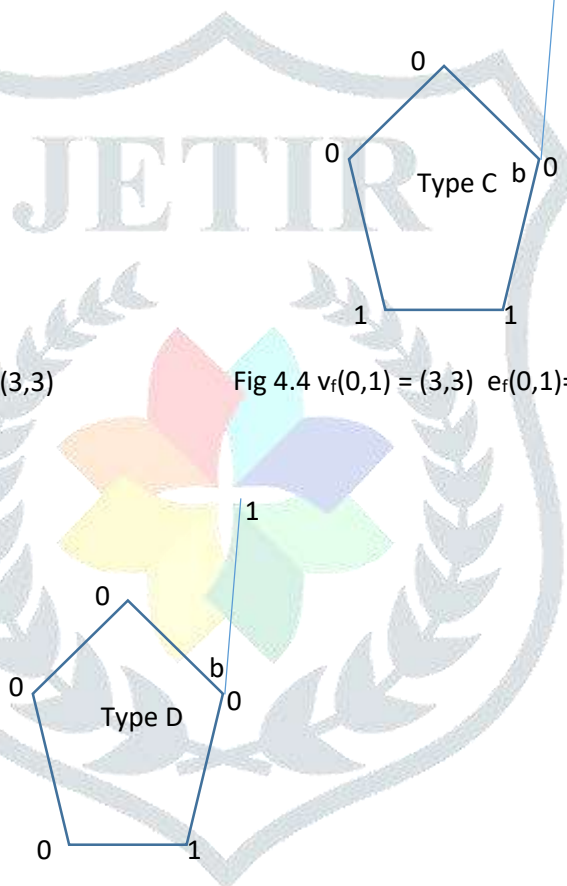 0
JETIR
0
Type C b 0
1 1
(3,3) Fig 4.4 vf(0,1) = (3,3) ef(0,1)=
1
0
b
0 0
Type D
0 1